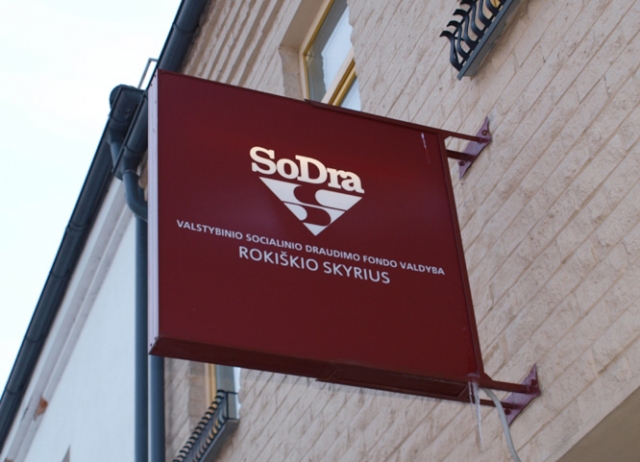 SoDra
VALSTYBINIO SOCIALINIO DRAUDIMO FONDO VALDYBA
ROKIŠKIO SKYRIUS